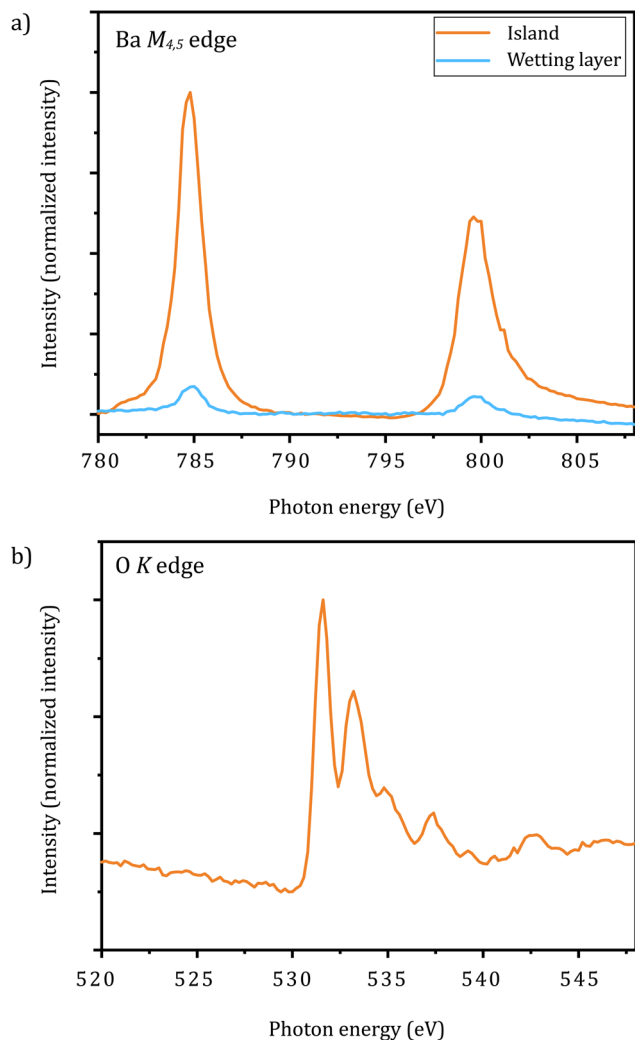 a)
Ba M4,5 edge
Island
Wetting layer
Intensity (normalized intensity)
780 785 790 795 800 805
Photon energy (eV)
b)
O K edge
Intensity (normalized intensity)
520 525 530 535 540 545
Photon energy (eV)